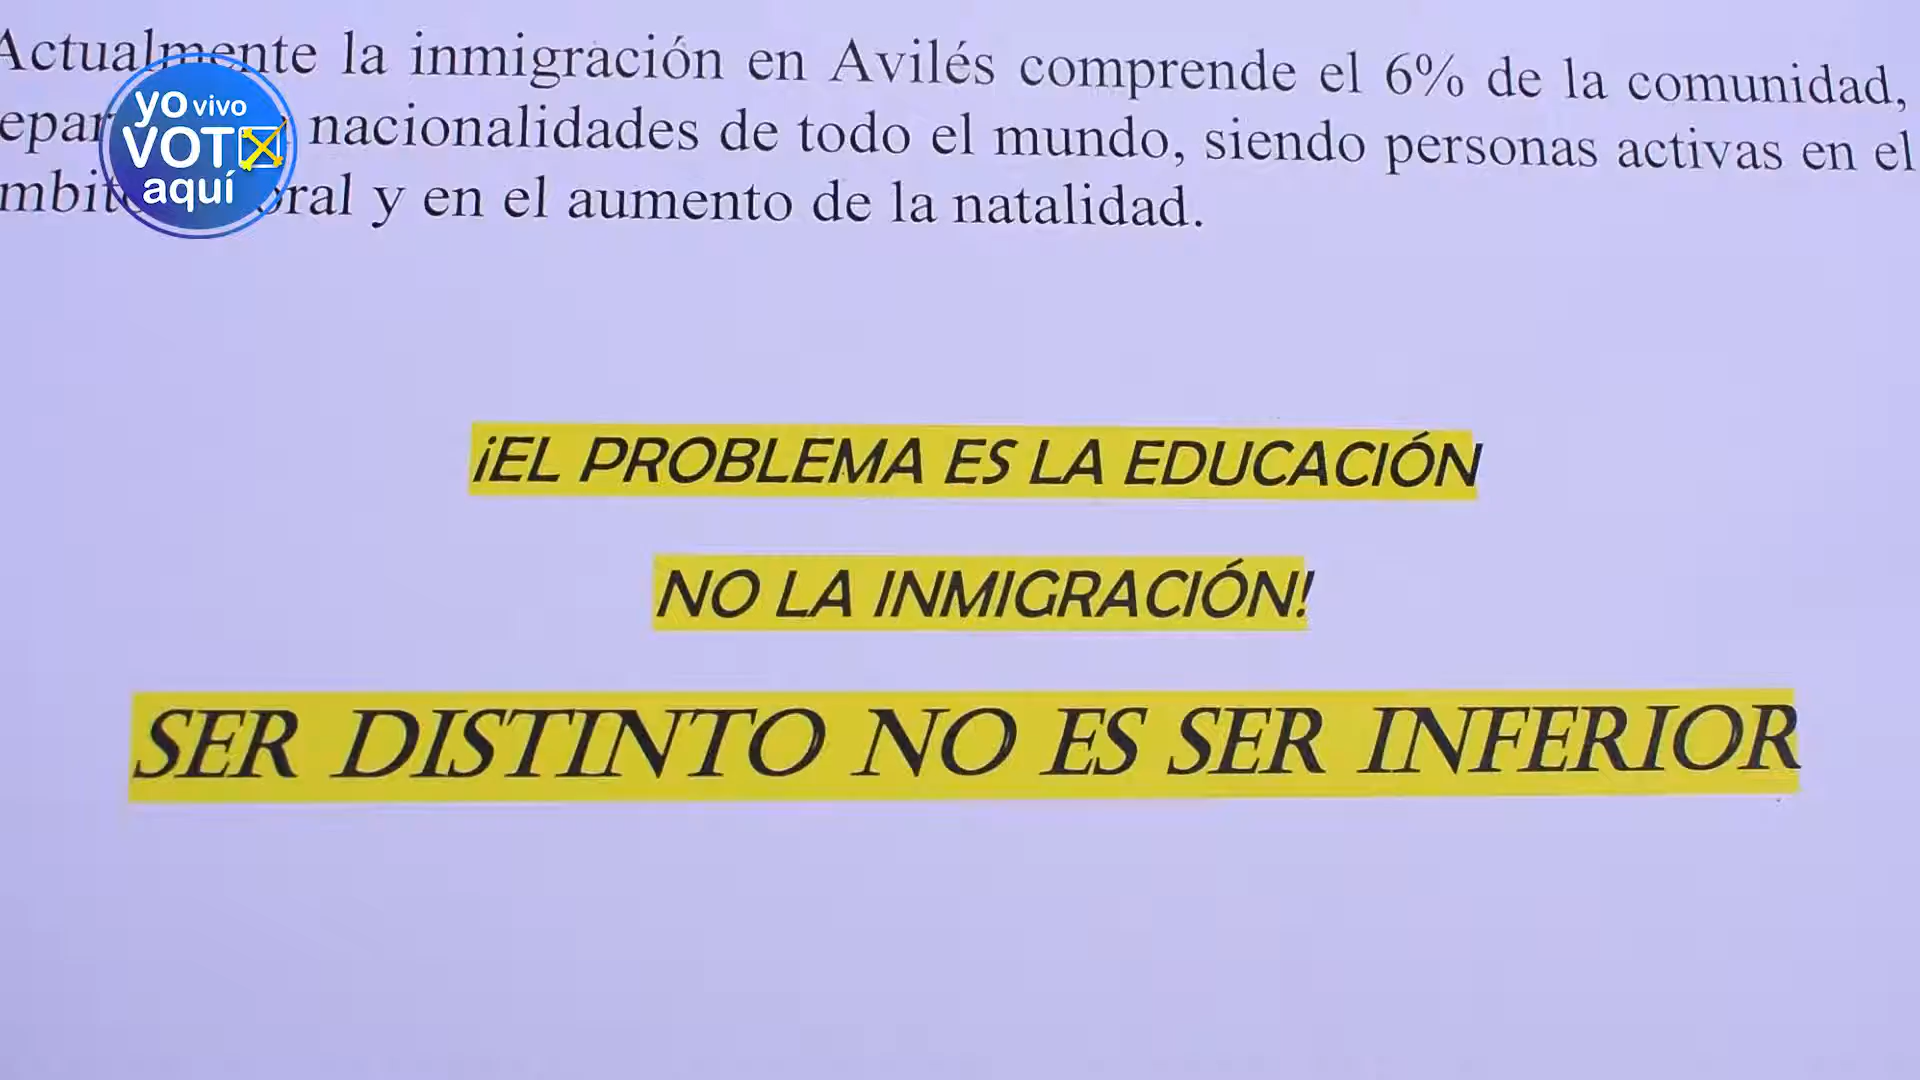 Actualmente la inmigración en Avilés comprende el 6% de la comunidad,
nacionalidades de todo el mundo, siendo personas activas en el
y en el aumento de la natalidad.
yo vivo
VOTO
aquí
¡EL PROBLEMA ES LA EDUCACIÓN
NO LA INMIGRACIÓN!
SER DISTINTO NO ES SER INFERIOR